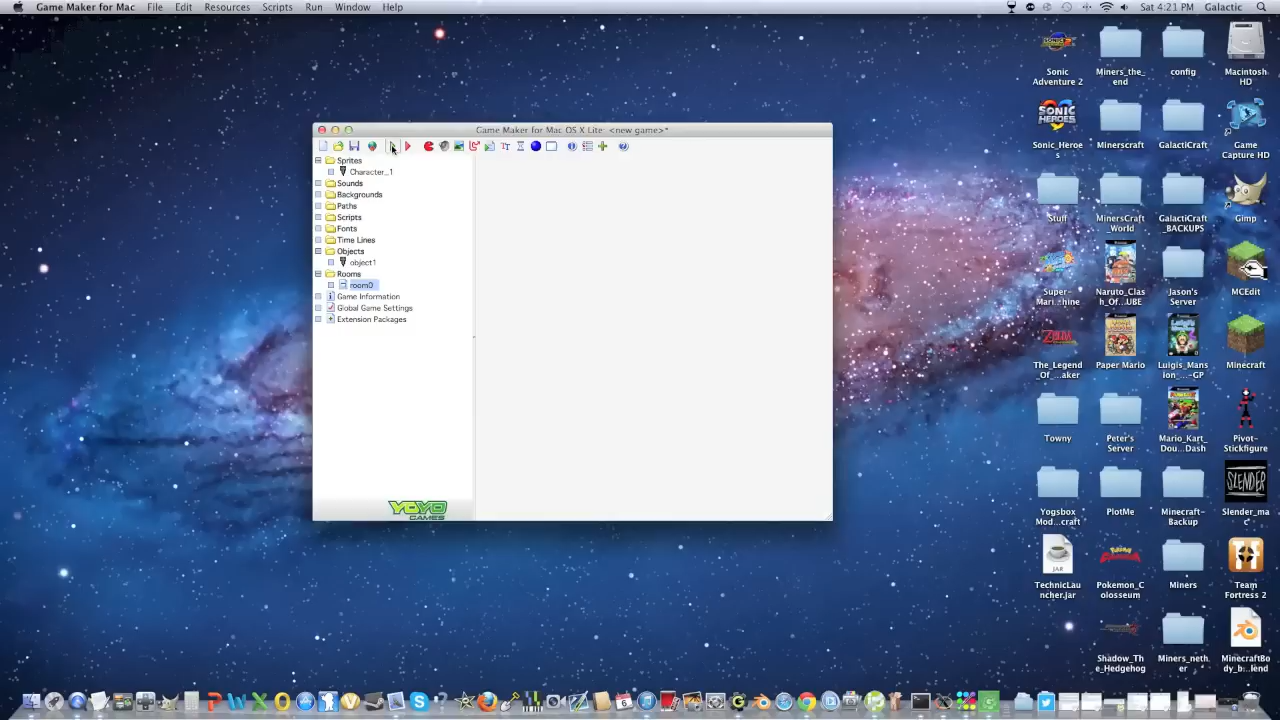 Game Maker for Mac File Edit Resources Scripts Run Window Help
Sat 4:21 PM Galactic
Game Maker for Mac OS X Lite: <new game>*
Sprites
Character_1
Sounds
Backgrounds
Paths
Scripts
Fonts
Time Lines
Objects
object1
Rooms
room0
Game Information
Global Game Settings
Extension Packages
YOYO
GAMES
Sonic
Adventure 2
Miners_the_
end
config
Macintosh
HD
SONIC
HEROES
Sonic_Heroe
s
Minerscraft
GalactiCraft
Game
Capture HD
Stuff
MinersCraft
_World
GalactiCraft
_BACKUPS
Gimp
Super-
Mari...hine
Naruto_Clas
h_Of...UBE
Jason's
Server
MCEdit
The_Legend
Of_...aker
Paper Mario
Luigis_Mans
ion_...-GP
Minecraft
Towny
Peter's
Server
Mario_Kart_
Dou...Dash
Pivot-
Stickfigure
SLENDER
Yogsbox
Mod...craft
PlotMe
Minecraft-
Backup
Slender_ma
c
JAR
TechnicLau
ncher.jar
Pokemon_C
olosseum
Miners
Team
Fortress 2
Shadow_Th
e_Hedgehog
Miners_neth
er
MinecraftBo
dy_b...lend